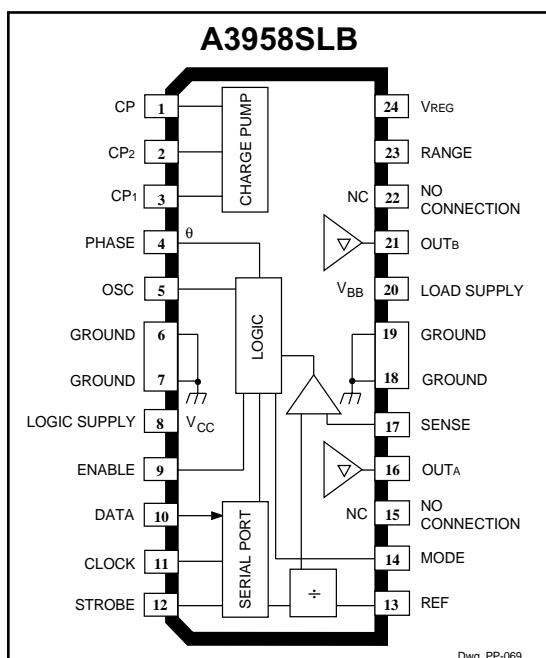 A3958SLB
CP 1
CP2 2
CP1 3
PHASE 4 θ
OSC 5
GROUND 6
GROUND 7
LOGIC SUPPLY 8 VCC
ENABLE 9
DATA 10
CLOCK 11
STROBE 12
CHARGE PUMP
LOGIC
SERIAL PORT
÷
24 VREG
23 RANGE
NC 22 NO
CONNECTION
21 OUTB
VBB 20 LOAD SUPPLY
19 GROUND
18 GROUND
17 SENSE
16 OUTA
NC 15 NO
CONNECTION
14 MODE
13 REF
Dwg. PP-069